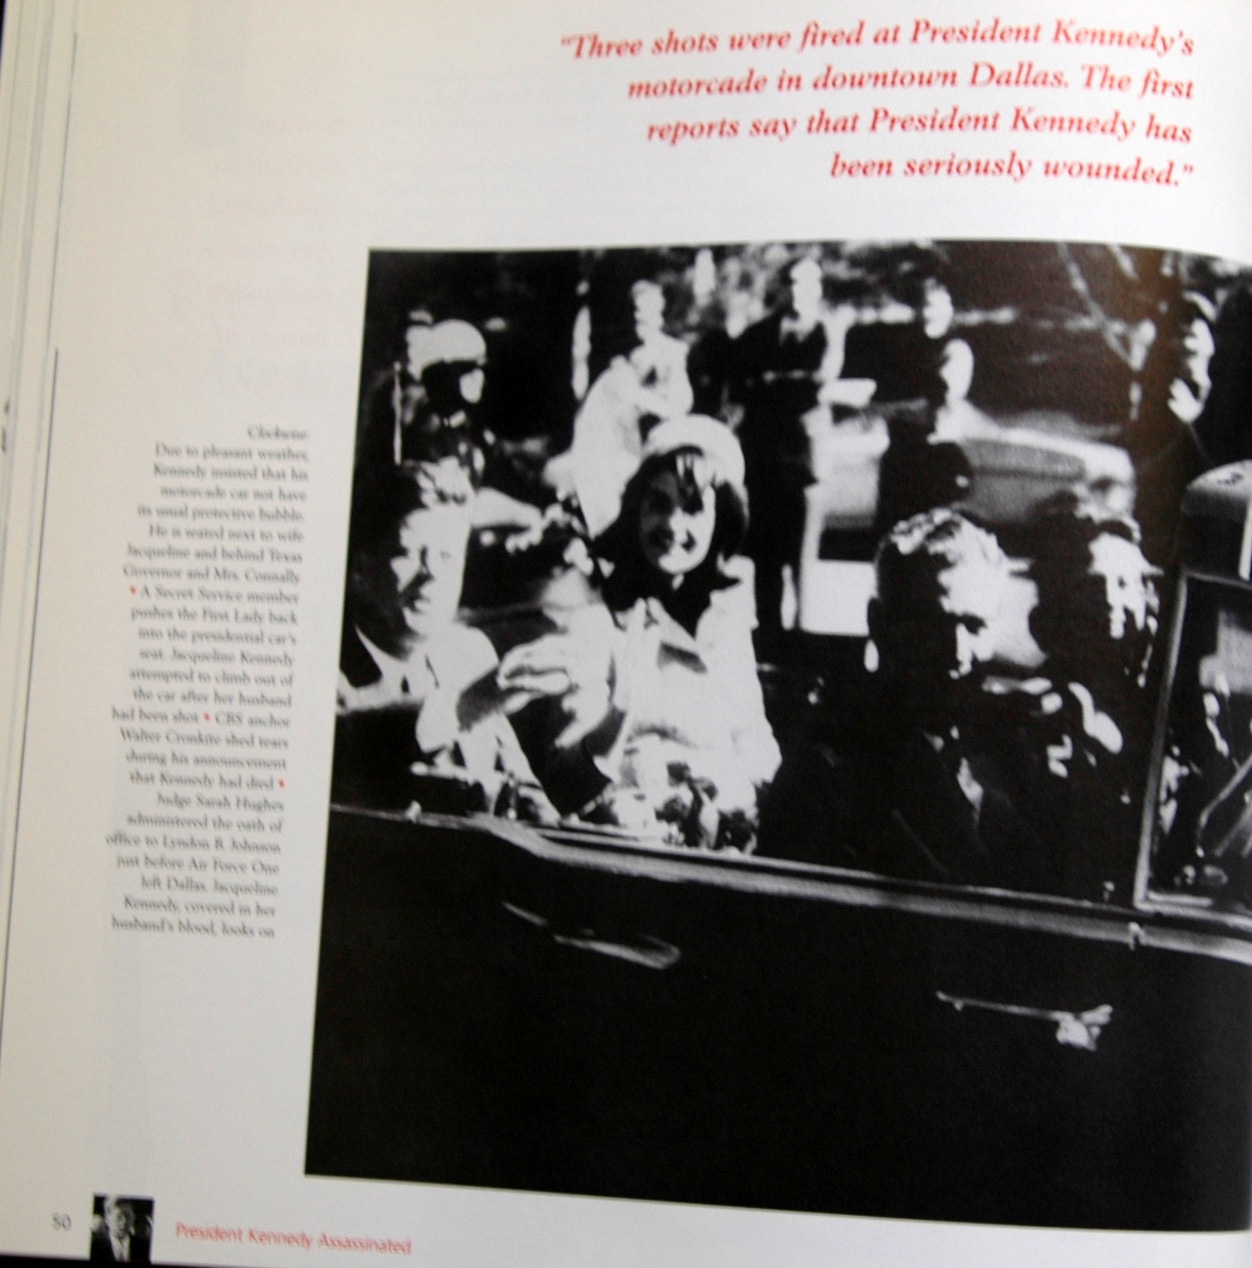 "Three shots were fired at President Kennedy's
motorcade in downtown Dallas. The first
reports say that President Kennedy has
been seriously wounded."
Clockwise:
Due to pleasant weather,
Kennedy insisted that his
motorcade car not have
its usual protective bubble.
He is seated next to wife
Jacqueline and behind Texas
Governor and Mrs. Connally
• A Secret Service member
pushes the First Lady back
into the presidential car's
seat. Jacqueline Kennedy
attempted to climb out of
the car after her husband
had been shot • CBS anchor
Walter Cronkite shed tears
during his announcement
that Kennedy had died •
Judge Sarah Hughes
administered the oath of
office to Lyndon B. Johnson
just before Air Force One
left Dallas. Jacqueline
Kennedy, covered in her
husband's blood, looks on
50
President Kennedy Assassinated